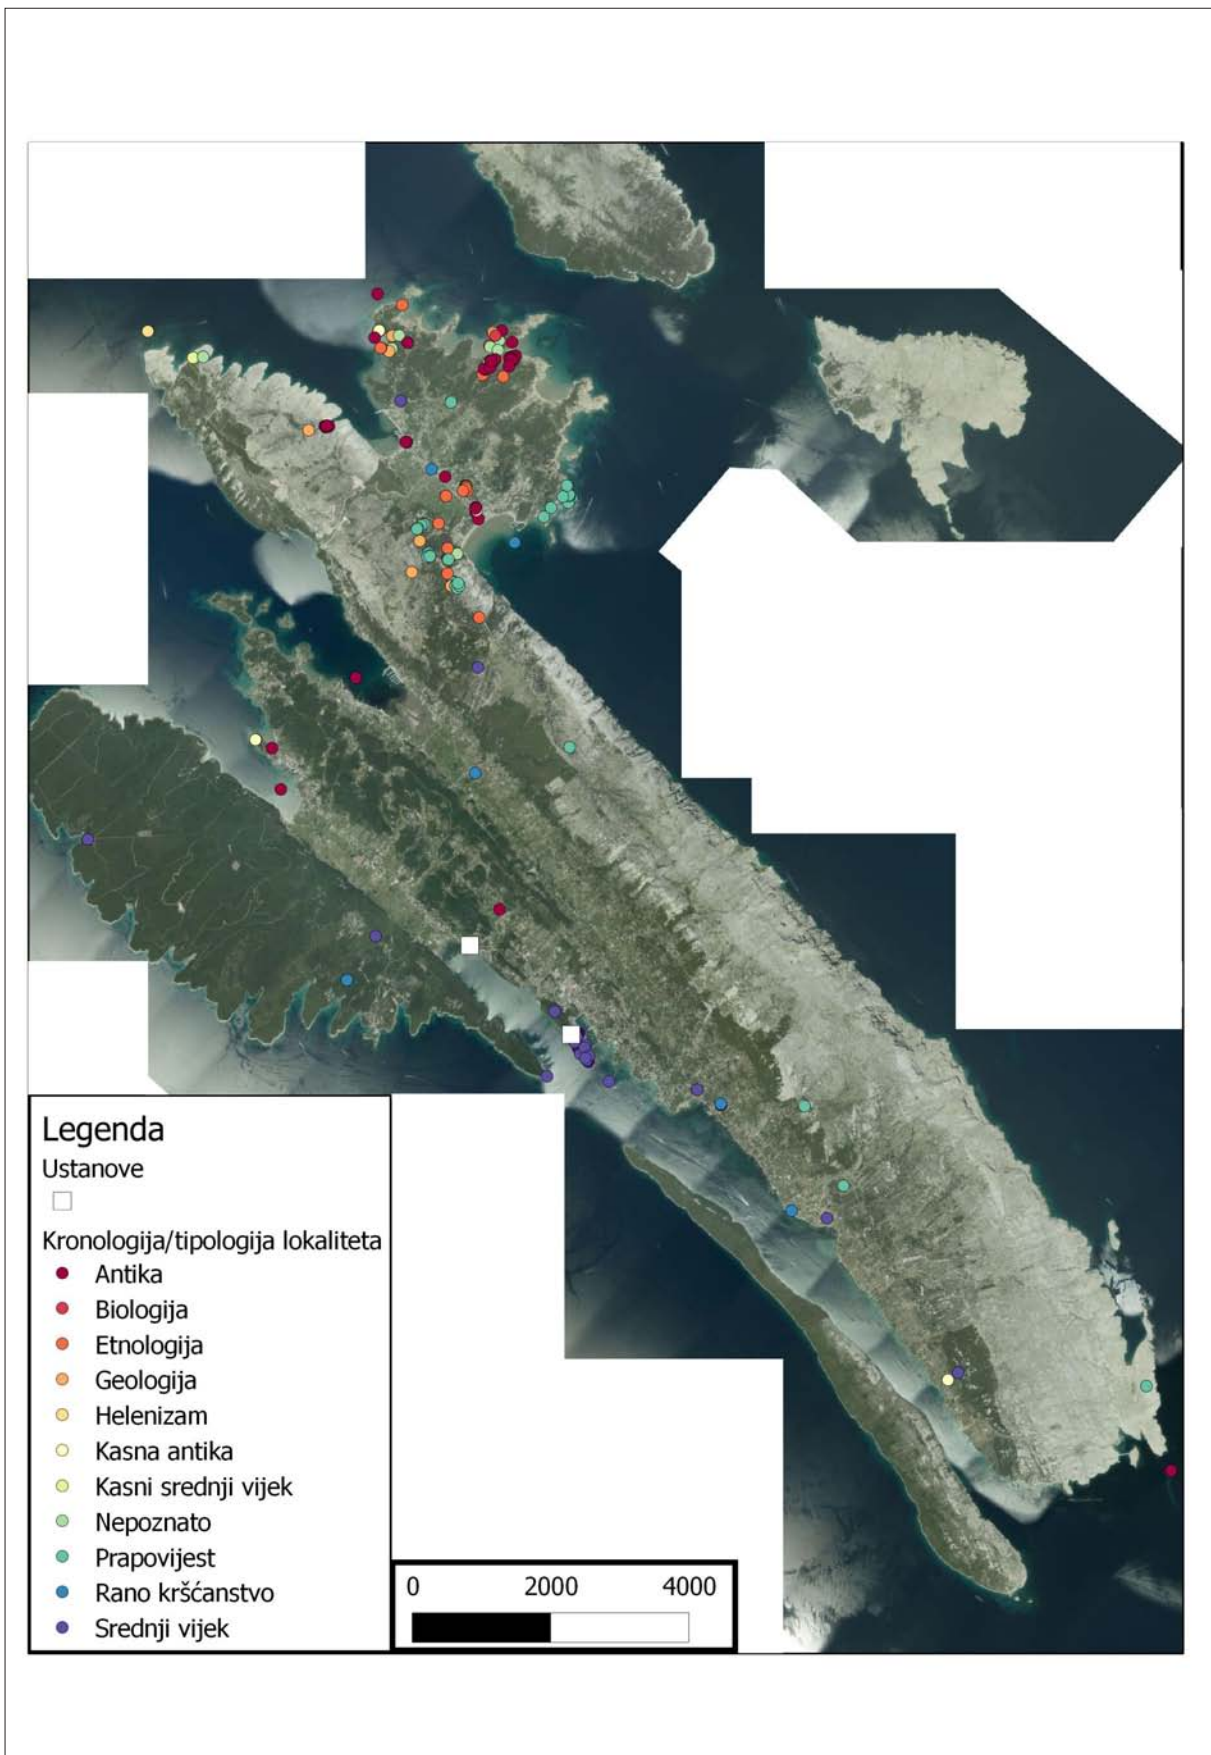 Legenda
Ustanove
Kronologija/tipologija lokaliteta
Antika
Biologija
Etnologija
Geologija
Helenizam
Kasna antika
Kasni srednji vijek
Nepoznato
Prapovijest
Rano kršćanstvo
Srednji vijek
0 2000 4000